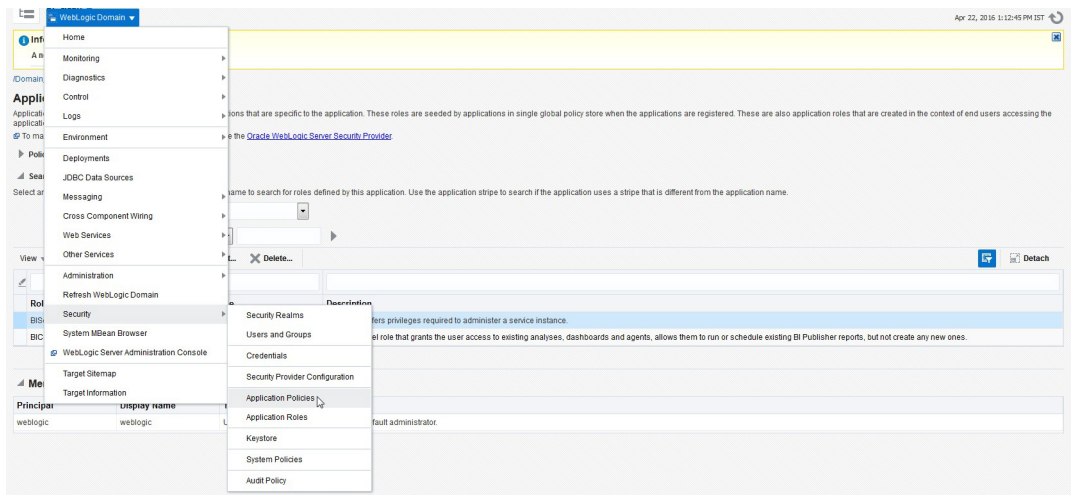 WebLogic Domain
Apr 22, 2016 1:12:45 PM IST
Home
Monitoring
Diagnostics
Control
Logs
Environment
Deployments
JDBC Data Sources
Messaging
Cross Component Wiring
Web Services
Other Services
Administration
Refresh WebLogic Domain
Security
System MBean Browser
WebLogic Server Administration Console
Target Sitemap
Target Information
Security Realms
Users and Groups
Credentials
Security Provider Configuration
Application Policies
Application Roles
Keystore
System Policies
Audit Policy
Inf
A n
/Domain
Appli
Applicati ions that are specific to the application. These roles are seeded by applications in single global policy store when the applications are registered. These are also application roles that are created in the context of end users accessing the
applicati
To ma e the Oracle WebLogic Server Security Provider.
Poli
Sear
Select an name to search for roles defined by this application. Use the application stripe to search if the application uses a stripe that is different from the application name.
View Delete... Detach
Rol Description
BISe fers privileges required to administer a service instance.
BIC el role that grants the user access to existing analyses, dashboards and agents, allows them to run or schedule existing BI Publisher reports, but not create any new ones.
Me
Principal Display Name
weblogic weblogic U fault administrator.